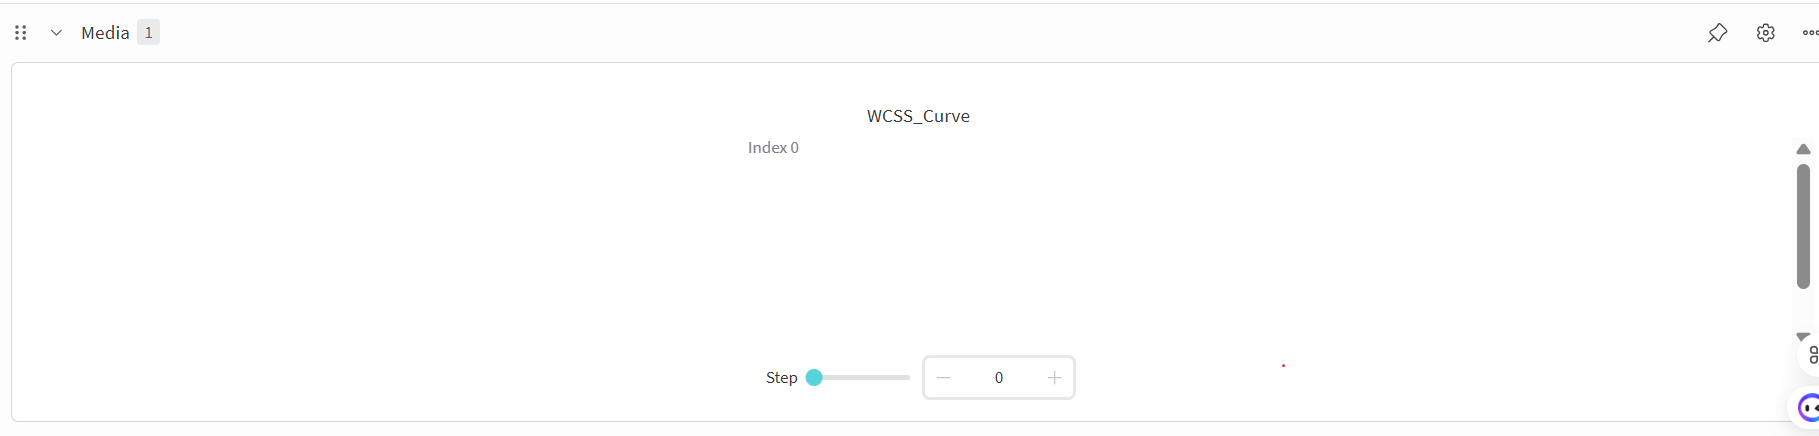 Media 1
WCSS_Curve
Index 0
Step 0